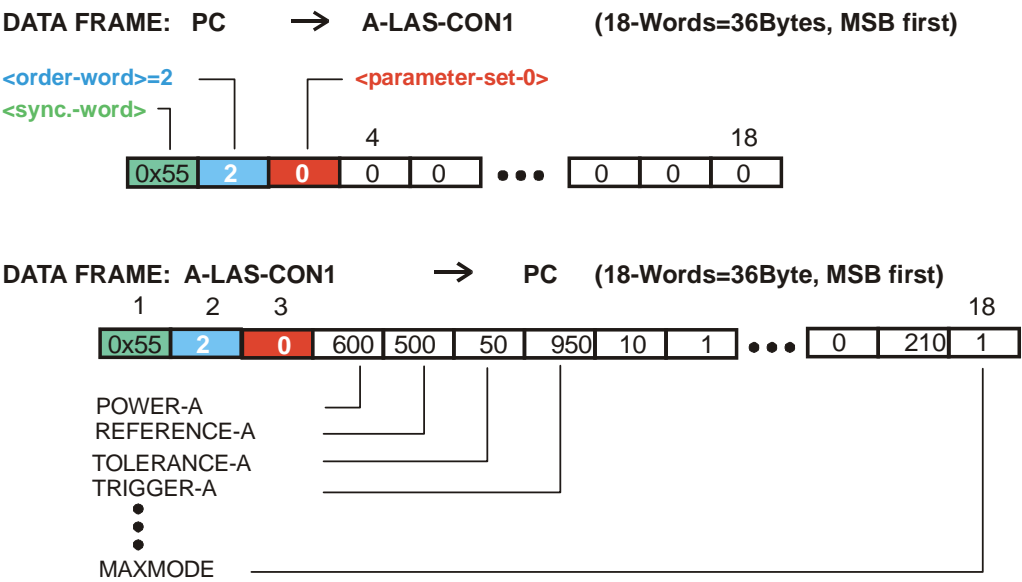 DATA FRAME: PC → A-LAS-CON1 (18-Words=36Bytes, MSB first)
<order-word>=2 <parameter-set-0>
<sync.-word>
4 18
0x55 2 0 0 0 ••• 0 0 0
DATA FRAME: A-LAS-CON1 → PC (18-Words=36Byte, MSB first)
1 2 3 18
0x55 2 0 600 500 50 950 10 1 ••• 0 210 1
POWER-A
REFERENCE-A
TOLERANCE-A
TRIGGER-A
MAXMODE